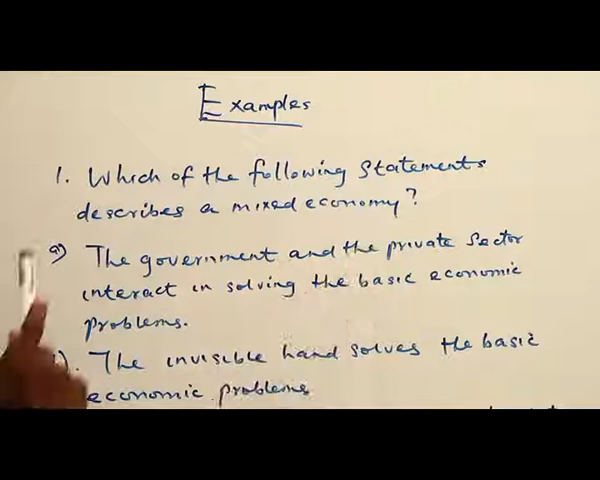 Examples
1. Which of the following statements
describes a mixed economy?
a) The government and the private sector
interact in solving the basic economic
problems.
). The invisible hand solves the basic
economic problems